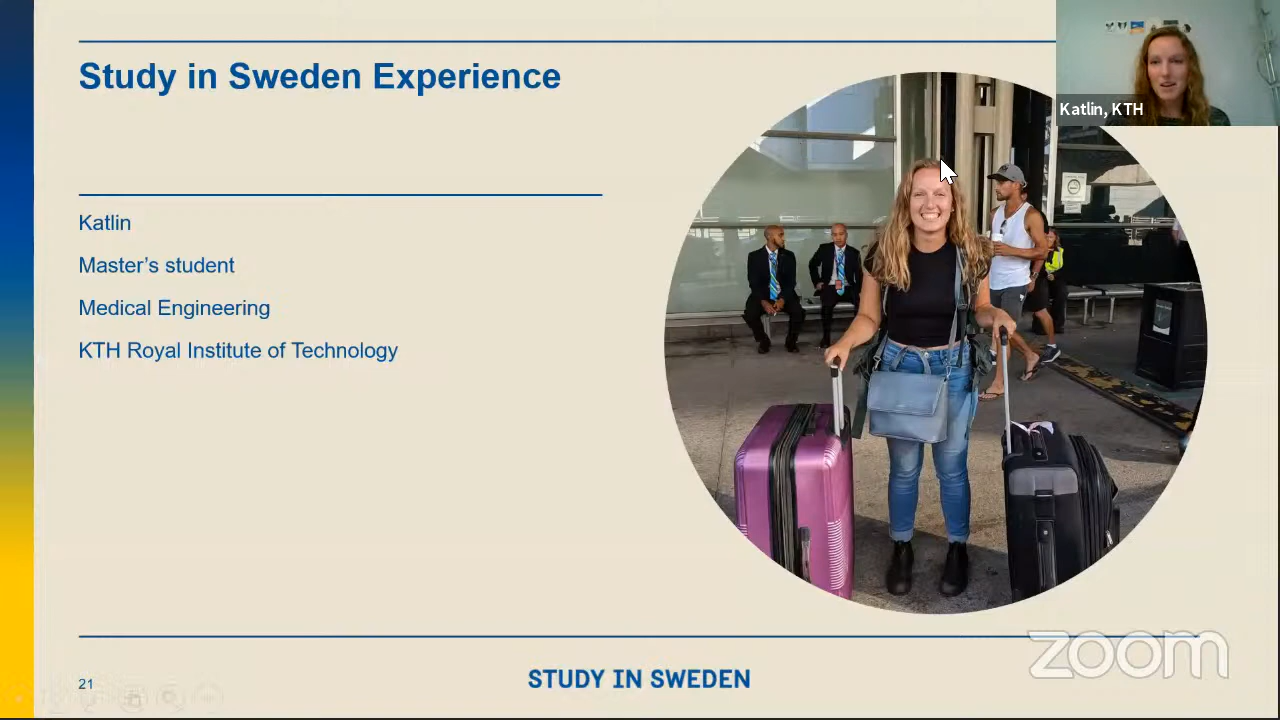 Study in Sweden Experience
Katlin, KTH
Katlin
Master's student
Medical Engineering
KTH Royal Institute of Technology
21
STUDY IN SWEDEN
zoom